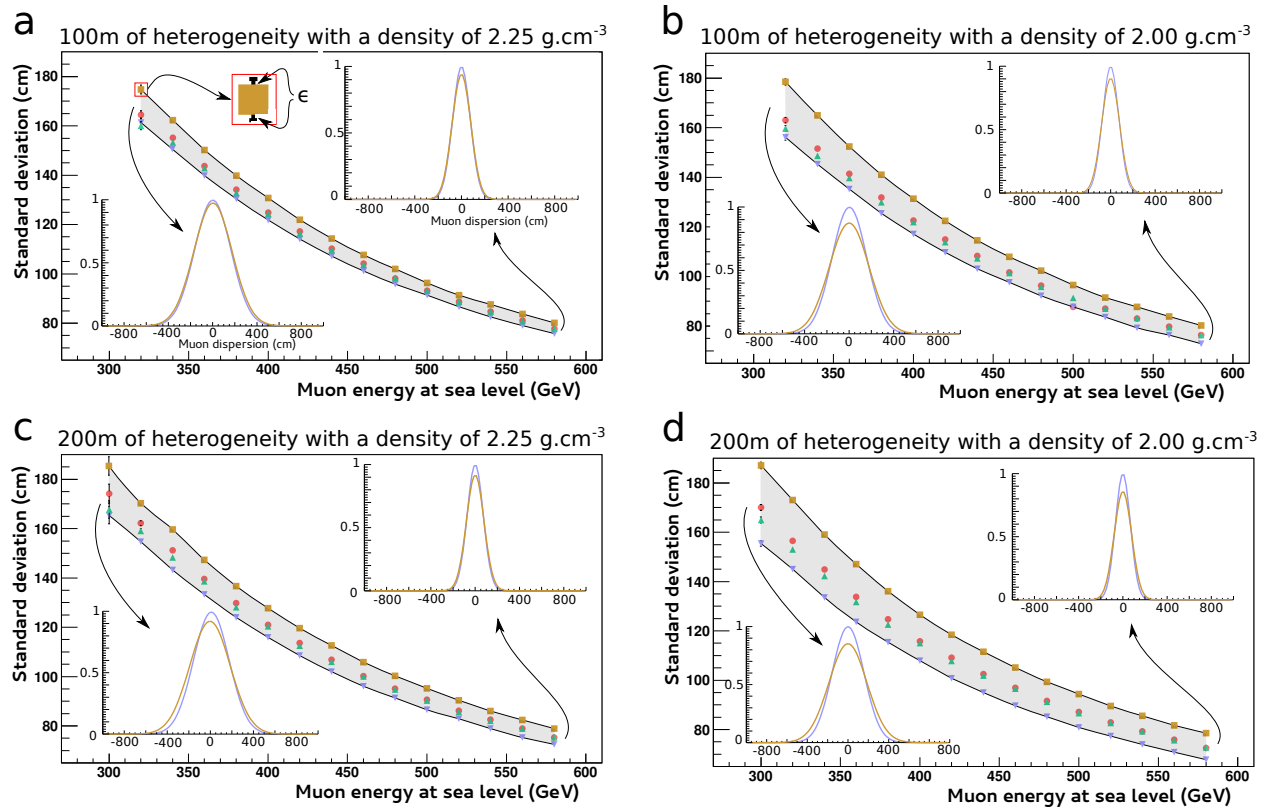 a
100m of heterogeneity with a density of 2.25 g.cm-3
Standard deviation (cm)
180
160
140
120
100
80
ϵ
1
0.5
0
-800 -400 0 400 800
Muon dispersion (cm)
1
0.5
0
-800 -400 0 400 800
Muon dispersion (cm)
300 350 400 450 500 550 600
Muon energy at sea level (GeV)
b
100m of heterogeneity with a density of 2.00 g.cm-3
Standard deviation (cm)
180
160
140
120
100
80
1
0.5
0
-800 -400 0 400 800
1
0.5
0
-800 -400 0 400 800
300 350 400 450 500 550 600
Muon energy at sea level (GeV)
c
200m of heterogeneity with a density of 2.25 g.cm-3
Standard deviation (cm)
180
160
140
120
100
80
1
0.5
0
-800 -400 0 400 800
1
0.5
0
-800 -400 0 400 800
300 350 400 450 500 550 600
Muon energy at sea level (GeV)
d
200m of heterogeneity with a density of 2.00 g.cm-3
Standard deviation (cm)
180
160
140
120
100
80
1
0.5
0
-800 -400 0 400 800
1
0.5
0
-800 -400 0 400 800
300 350 400 450 500 550 600
Muon energy at sea level (GeV)